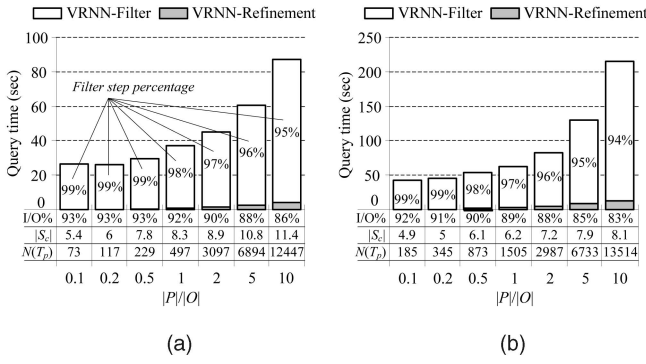 VRNN-Filter VRNN-Refinement
Query time (sec)
100
80
60
40
20
0
Filter step percentage
99% 99% 99% 98% 97% 96% 95%
I/O% 93% 93% 93% 92% 90% 88% 86%
|Sc| 5.4 6 7.8 8.3 8.9 10.8 11.4
N(Tp) 73 117 229 497 3097 6894 12447
0.1 0.2 0.5 1 2 5 10
|P|/|O|
(a)
VRNN-Filter VRNN-Refinement
Query time (sec)
250
200
150
100
50
0
99% 99% 98% 97% 96% 95% 94%
I/O% 92% 91% 90% 89% 88% 85% 83%
|Sc| 4.9 5 6.1 6.2 7.2 7.9 8.1
N(Tp) 185 345 873 1505 2987 6733 13514
0.1 0.2 0.5 1 2 5 10
|P|/|O|
(b)